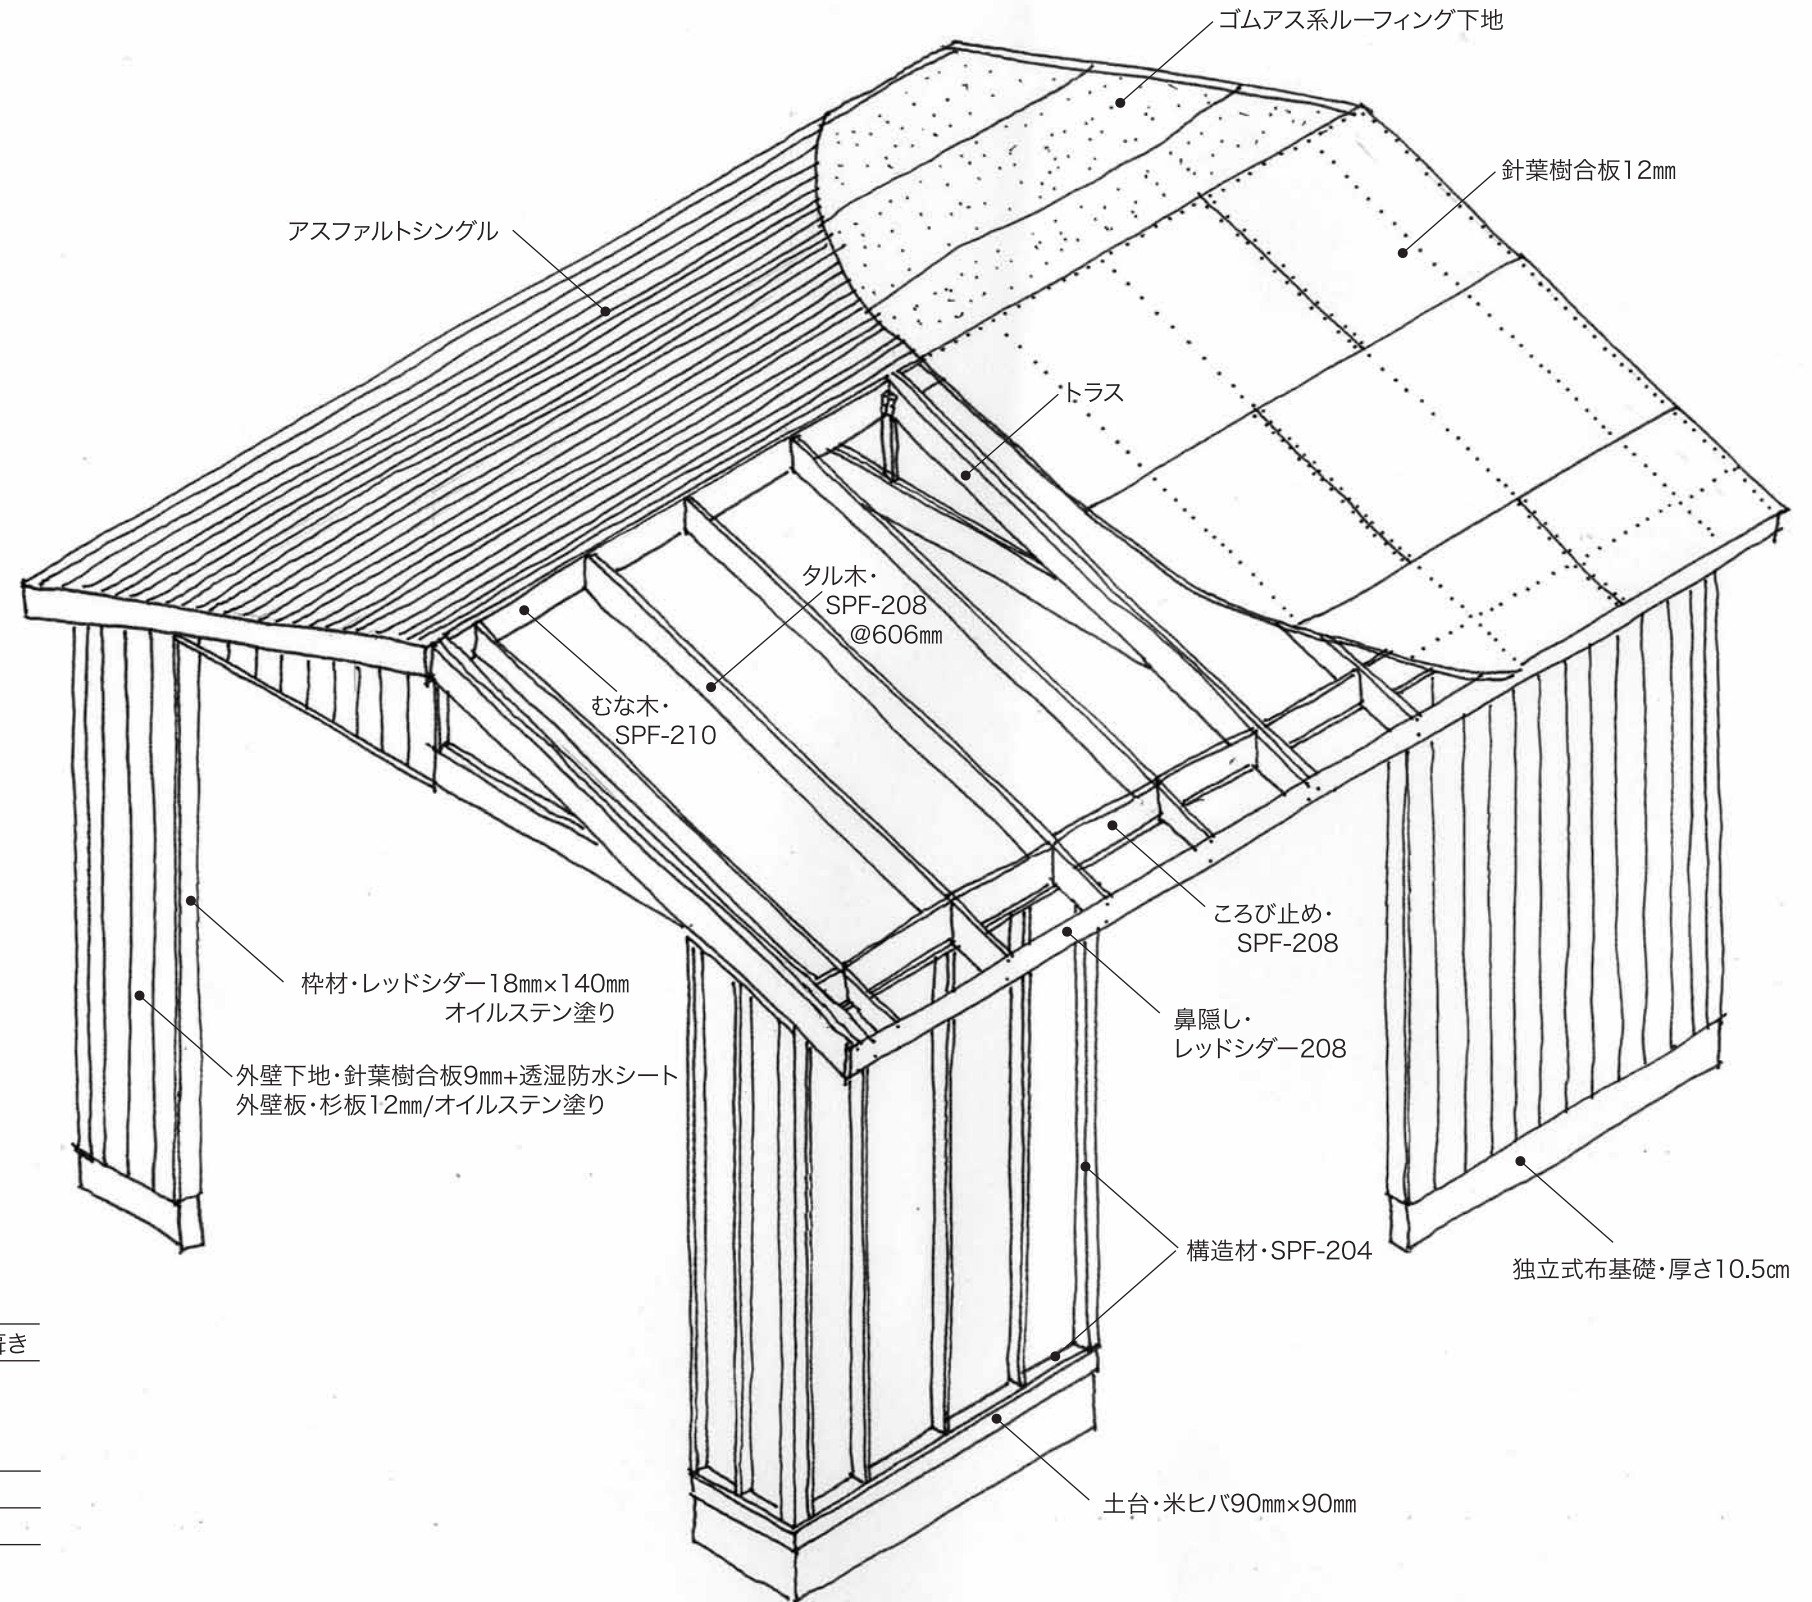 ゴムアス系ルーフィング下地
針葉樹合板12㎜
アスファルトシングル
トラス
タル木・
SPF-208
@606㎜
むな木・
SPF-210
ころび止め・
SPF-208
枠材・レッドシダー18㎜×140㎜
オイルステン塗り
鼻隠し・
レッドシダー208
外壁下地・針葉樹合板9㎜+透湿防水シート
外壁板・杉板12㎜/オイルステン塗り
構造材・SPF-204
独立式布基礎・厚さ10.5㎝
葺き
土台・米ヒバ90㎜×90㎜